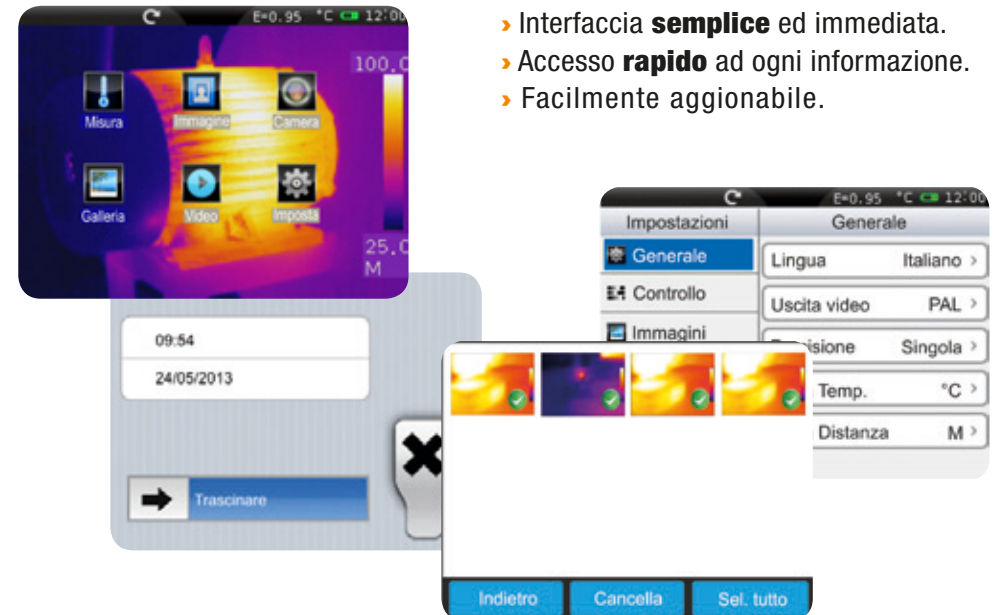 E=0.95 °C 12:00
› Interfaccia semplice ed immediata.
› Accesso rapido ad ogni informazione.
› Facilmente aggionabile.
100.0
Misura
Immagine
Camera
Galleria
Video
Imposta
25.0
M
09:54
24/05/2013
Trascinare
E=0.95 °C 12:00
Impostazioni
Generale
Generale
Controllo
Immagini
Lingua Italiano >
Uscita video PAL >
Singola >
Temp. °C >
Distanza M >
Indietro
Cancella
Sel. tutto